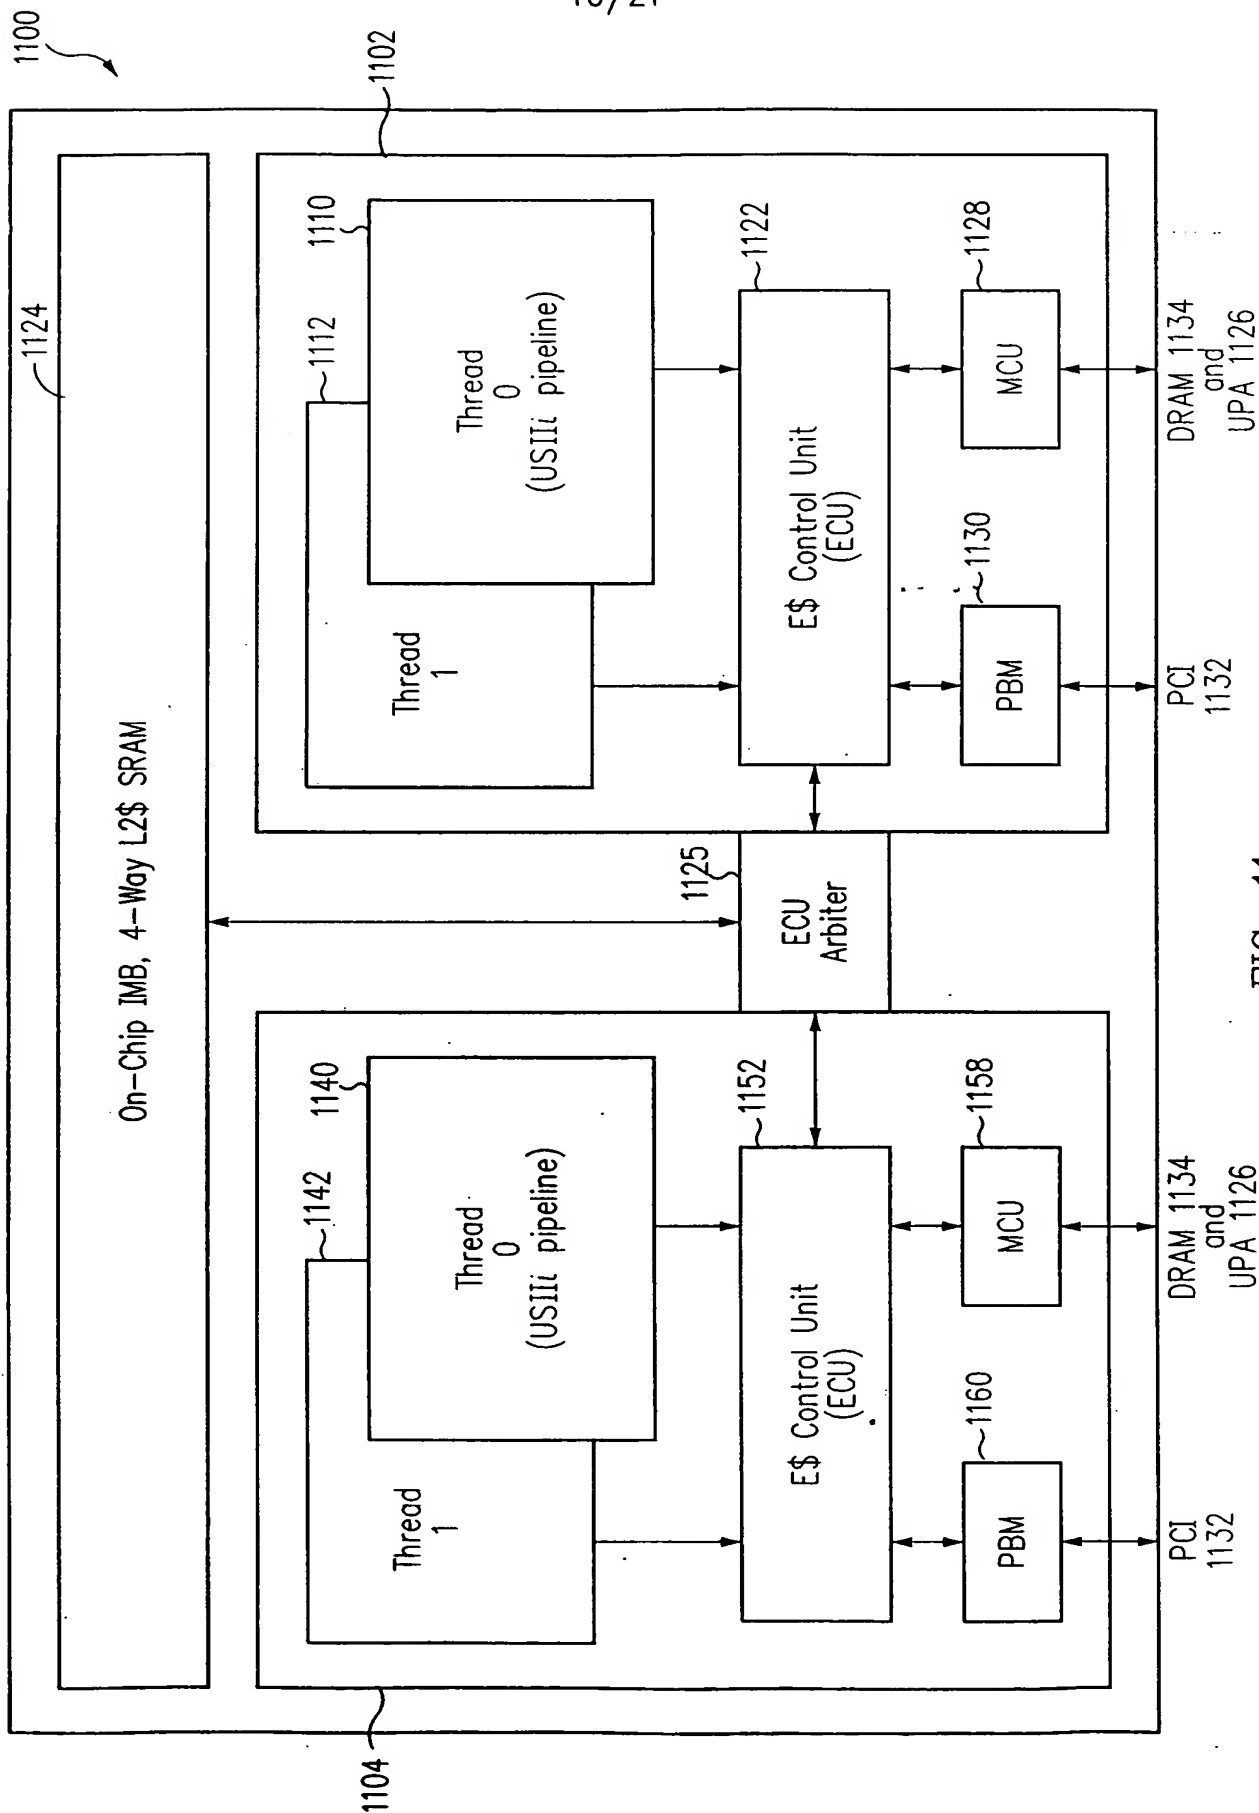 1100
1124
On-Chip IMB, 4-Way L2$ SRAM
1102
1104
1142
1140
Thread
1
Thread
0
(USIIi pipeline)
1152
E$ Control Unit
(ECU)
1160
PBM
1158
MCU
PCI
1132
DRAM 1134
and
UPA 1126
1125
ECU
Arbiter
1112
1110
Thread
1
Thread
0
(USIIi pipeline)
1122
E$ Control Unit
(ECU)
1130
PBM
1128
MCU
PCI
1132
DRAM 1134
and
UPA 1126